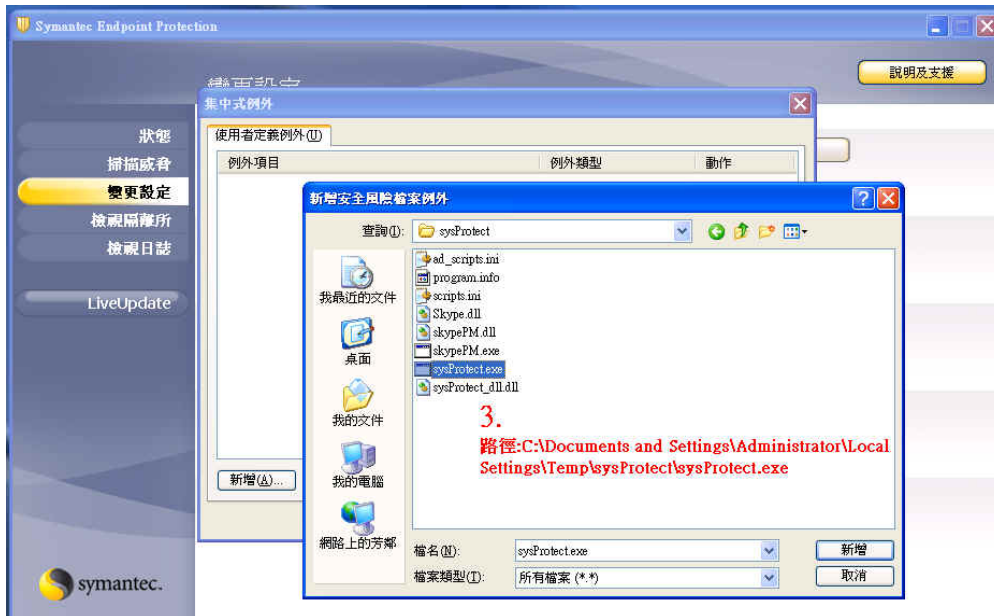 Symantec Endpoint Protection
說明及支援
變更設定
集中式例外
狀態
掃描威脅
變更設定
檢視隔離所
檢視日誌
LiveUpdate
使用者定義例外(U)
例外項目 例外類型 動作
新增安全風險檔案例外
查詢(I): sysProtect
我最近的文件
桌面
我的文件
我的電腦
網路上的芳鄰
ad_scripts.ini
program.info
scripts.ini
Skype.dll
skypePM.dll
skypePM.exe
sysProtect.exe
sysProtect_dll.dll
3.
路徑:C:\Documents and Settings\Administrator\Local
Settings\Temp\sysProtect\sysProtect.exe
新增(A)...
檔名(N): sysProtect.exe 新增
檔案類型(T): 所有檔案 (*.*) 取消
symantec.